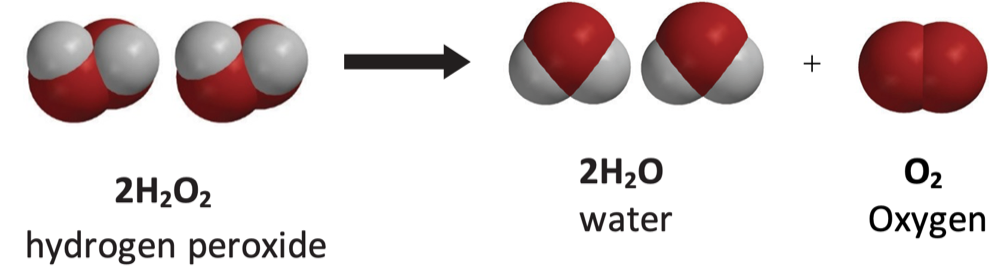 2H₂O₂
hydrogen peroxide
2H₂O
water
+
O₂
Oxygen